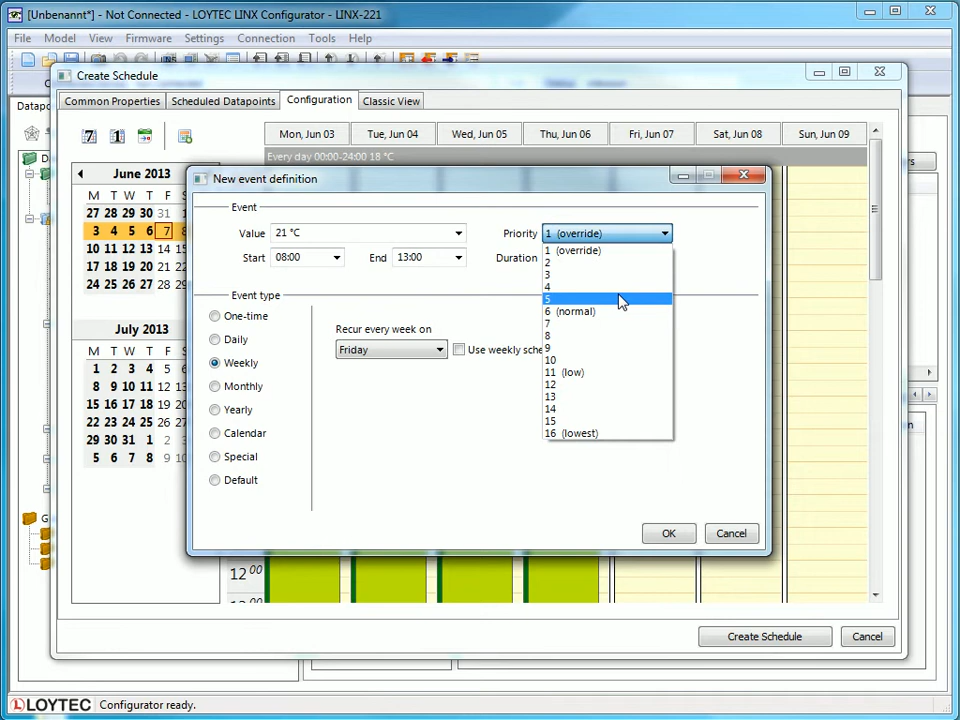 [Unbenannt*] - Not Connected - LOYTEC LINX Configurator - LINX-221
File Model View Firmware Settings Connection Tools Help
Create Schedule
Common Properties Scheduled Datapoints Configuration Classic View
Mon, Jun 03 Tue, Jun 04 Wed, Jun 05 Thu, Jun 06 Fri, Jun 07 Sat, Jun 08 Sun, Jun 09
Every day 00:00-24:00 18 °C
June 2013
M T W T F S
27 28 29 30 31 1
3 4 5 6 7 8
10 11 12 13 14 15
17 18 19 20 21 22
24 25 26 27 28
July 2013
M T W T F S
1 2 3 4 5 6
8 9 10 11 12 13
15 16 17 18 19 20
22 23 24 25 26 27
29 30 31 1 2
5 6 7 8 9 10
New event definition
Event
Value 21 °C Priority 1 (override)
Start 08:00 End 13:00 Duration
1 (override)
2
3
4
5
6 (normal)
7
8
9
10
11 (low)
12
13
14
15
16 (lowest)
Event type
One-time
Daily
Weekly
Monthly
Yearly
Calendar
Special
Default
Recur every week on
Friday Use weekly sche
OK Cancel
12 00
Create Schedule Cancel
LOYTEC Configurator ready.